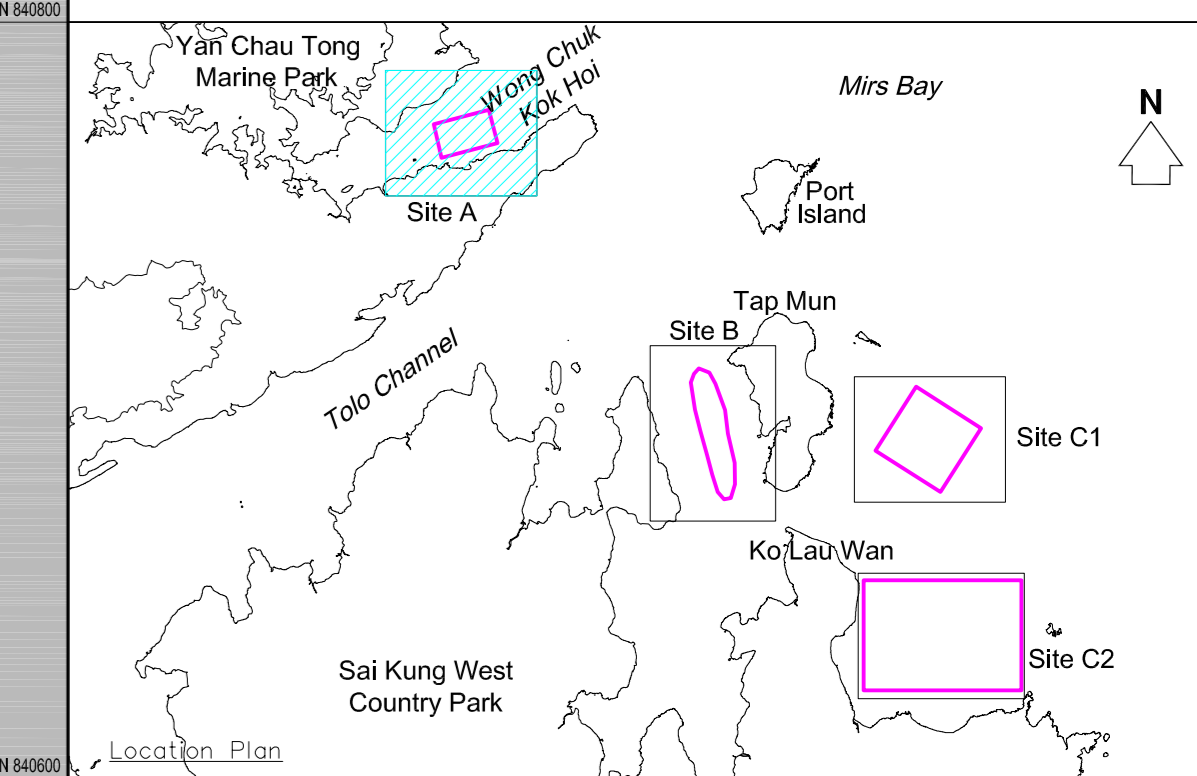 N 840800
Yan Chau Tong
Marine Park
Wong Chuk
Kok Hoi
Mirs Bay
N
Port
Island
Site A
Tap Mun
Site B
Tolo Channel
Site C1
Ko Lau Wan
Sai Kung West
Country Park
Site C2
Location Plan
N 840600